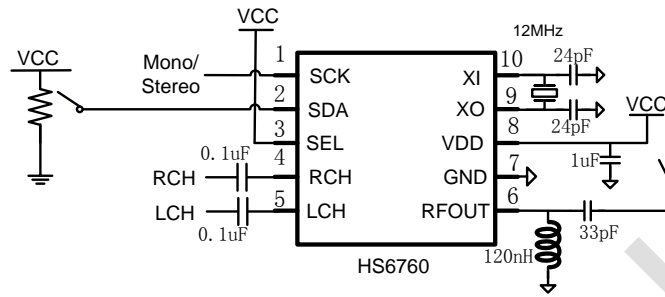 VCC
12MHz
VCC
Mono/
Stereo
1
SCK
XI
10
24pF
2
SDA
XO
9
24pF
VCC
3
SEL
VDD
8
0.1uF
4
RCH
RCH
GND
7
1uF
LCH
5
LCH
RFOUT
6
0.1uF
33pF
120nH
HS6760